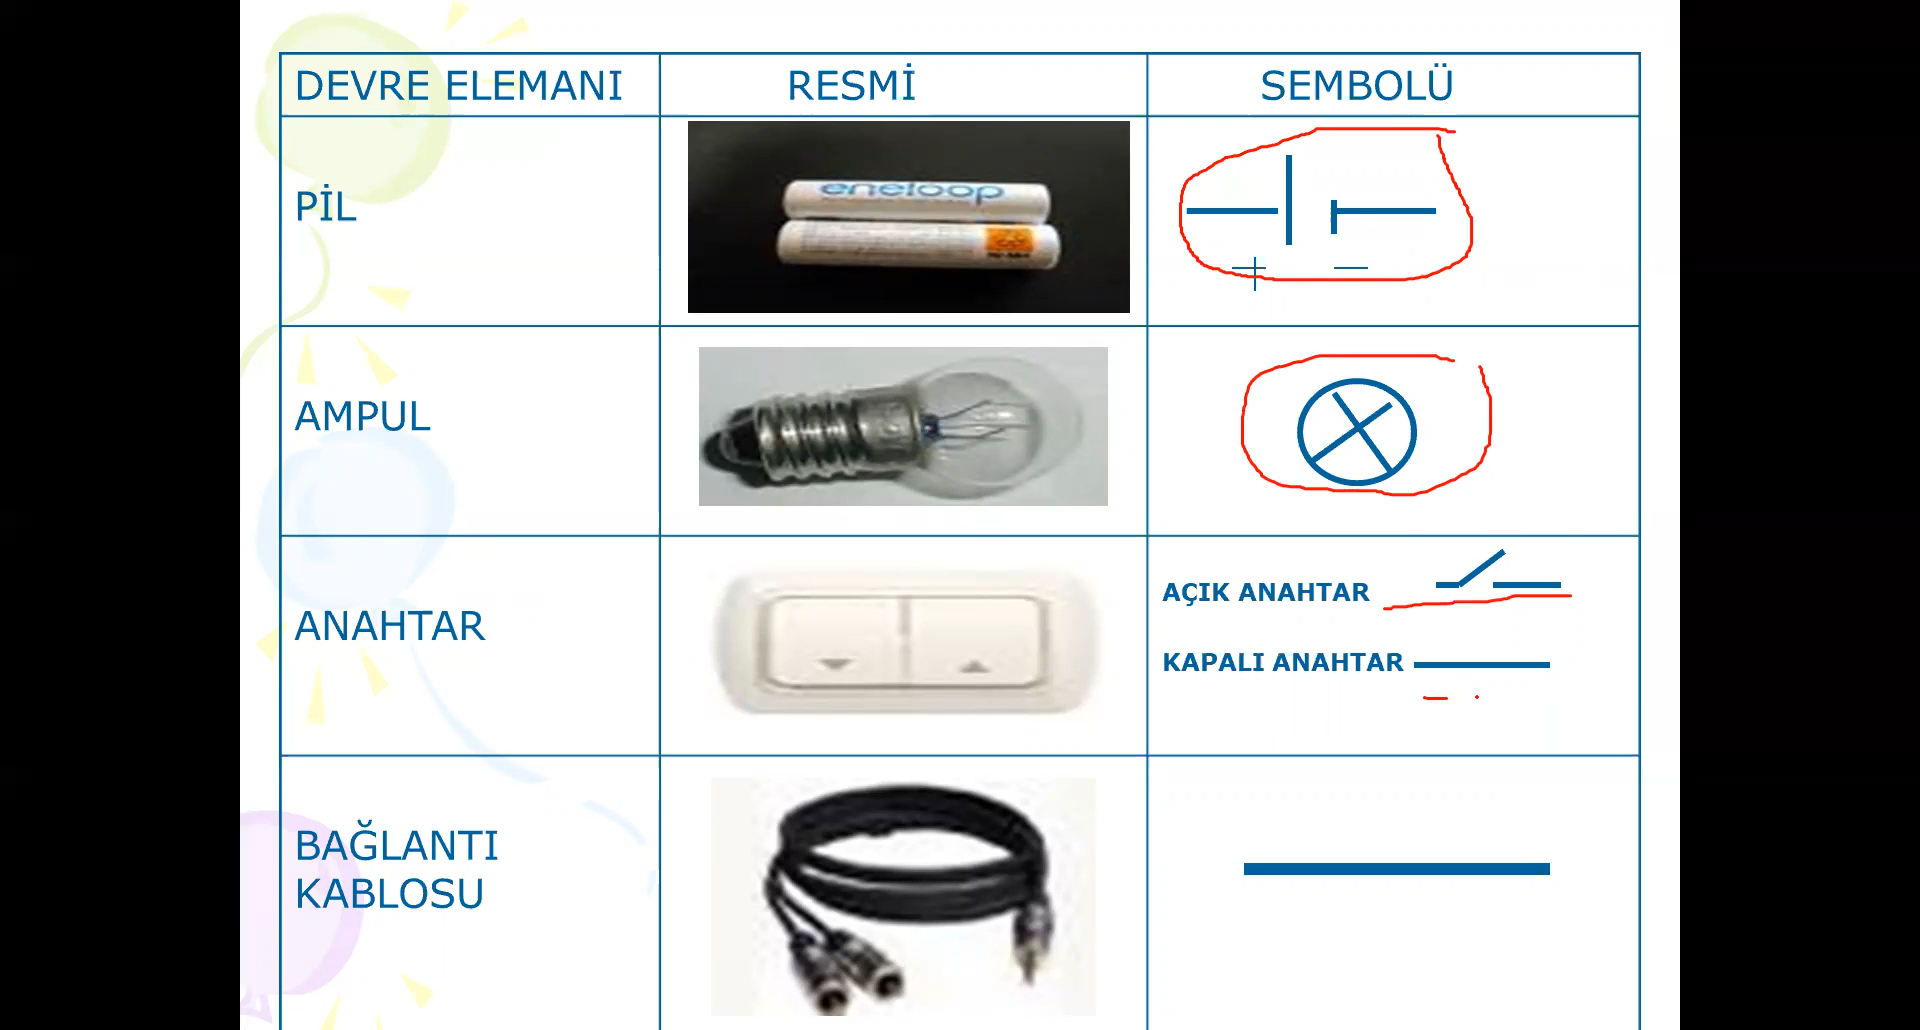 DEVRE ELEMANI
RESMİ
SEMBOLÜ
PİL
eneloop
+
−
AMPUL
ANAHTAR
AÇIK ANAHTAR
KAPALI ANAHTAR
BAĞLANTI
KABLOSU